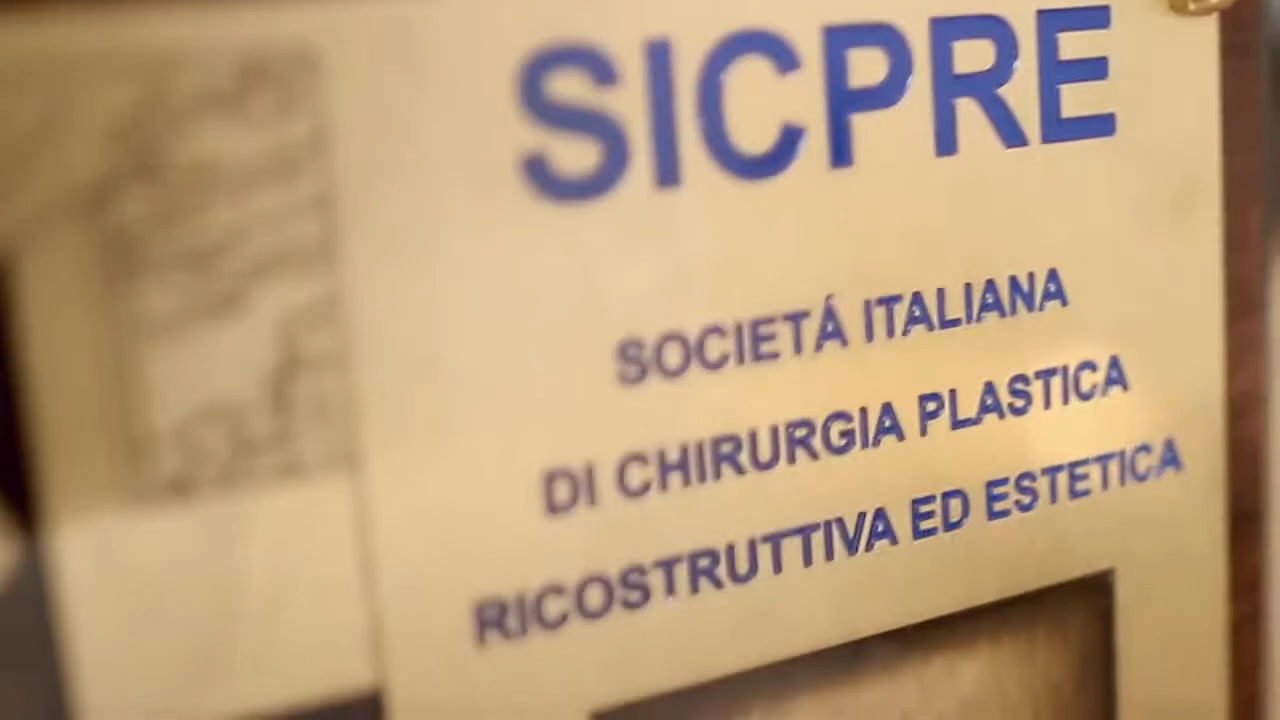 SICPRE
SOCIETÁ ITALIANA
DI CHIRURGIA PLASTICA
RICOSTRUTTIVA ED ESTETICA